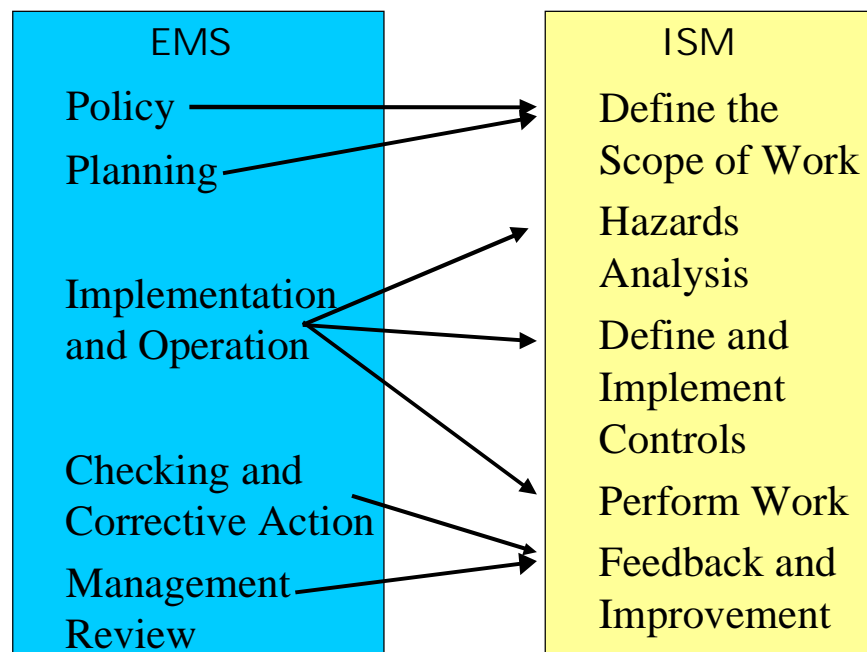 EMS
Policy
Planning
Implementation
and Operation
Checking and
Corrective Action
Management
Review
ISM
Define the
Scope of Work
Hazards
Analysis
Define and
Implement
Controls
Perform Work
Feedback and
Improvement